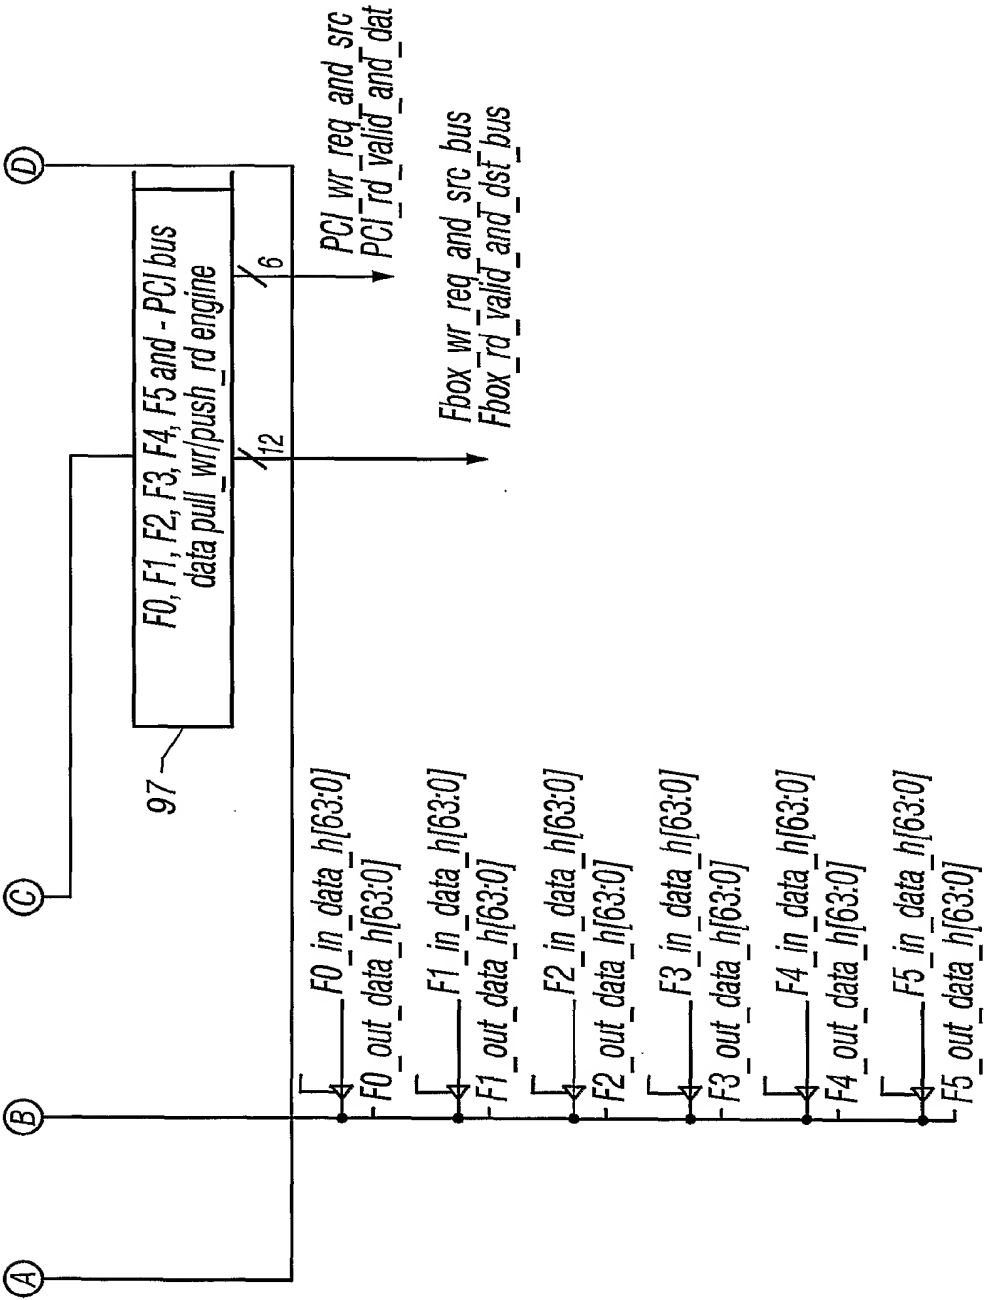 A
B
C
D
97
F0, F1, F2, F3, F4, F5 and - PCI bus
data pull_wr/push_rd engine
6
12
PCI_wr_req_and_src
PCI_rd_valid_and_dat
Fbox_wr_req_and_src_bus
Fbox_rd_valid_and_dst_bus
F0_in_data_h[63:0]
F0_out_data_h[63:0]
F1_in_data_h[63:0]
F1_out_data_h[63:0]
F2_in_data_h[63:0]
F2_out_data_h[63:0]
F3_in_data_h[63:0]
F3_out_data_h[63:0]
F4_in_data_h[63:0]
F4_out_data_h[63:0]
F5_in_data_h[63:0]
F5_out_data_h[63:0]